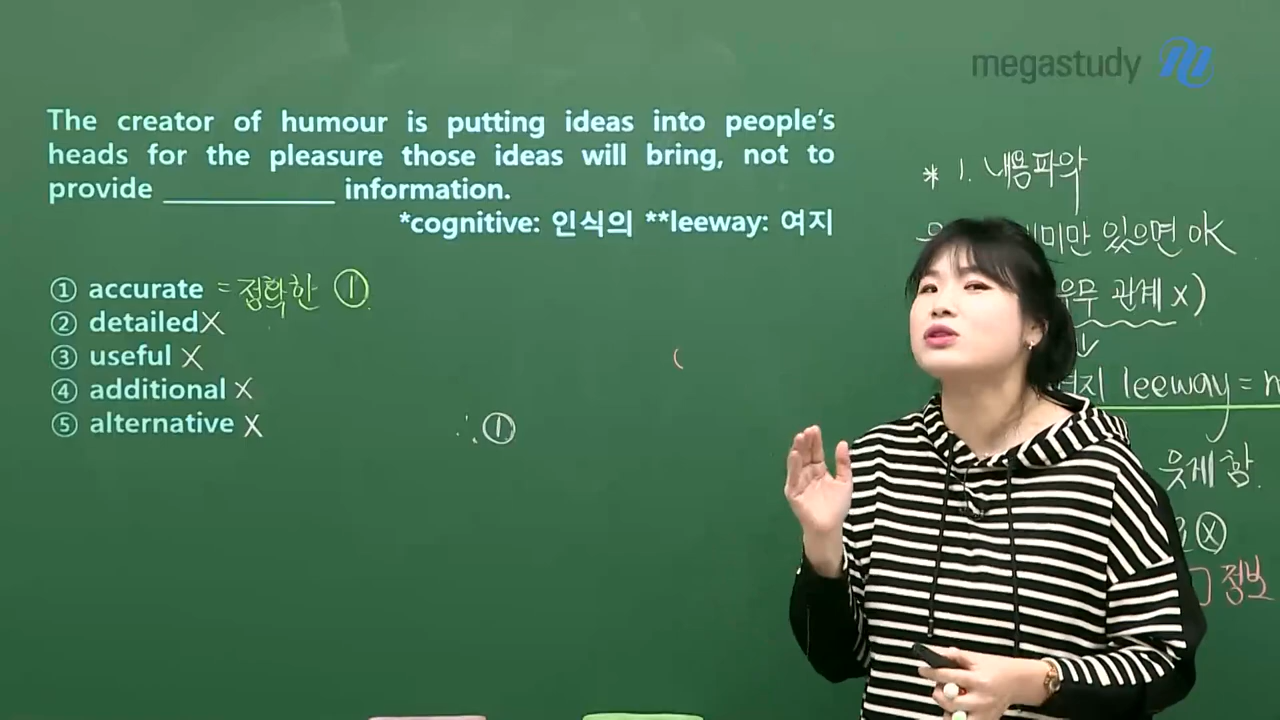 megastudy
The creator of humour is putting ideas into people's
heads for the pleasure those ideas will bring, not to
provide __________ information.
*cognitive: 인식의 **leeway: 여지
① accurate = 정확한 ①
② detailed X
③ useful X
④ additional X
⑤ alternative X
∴ ①
* 1. 내용파악
있으면 OK
관계 X)
leeway =
웃게 함.
ⓧ
정보